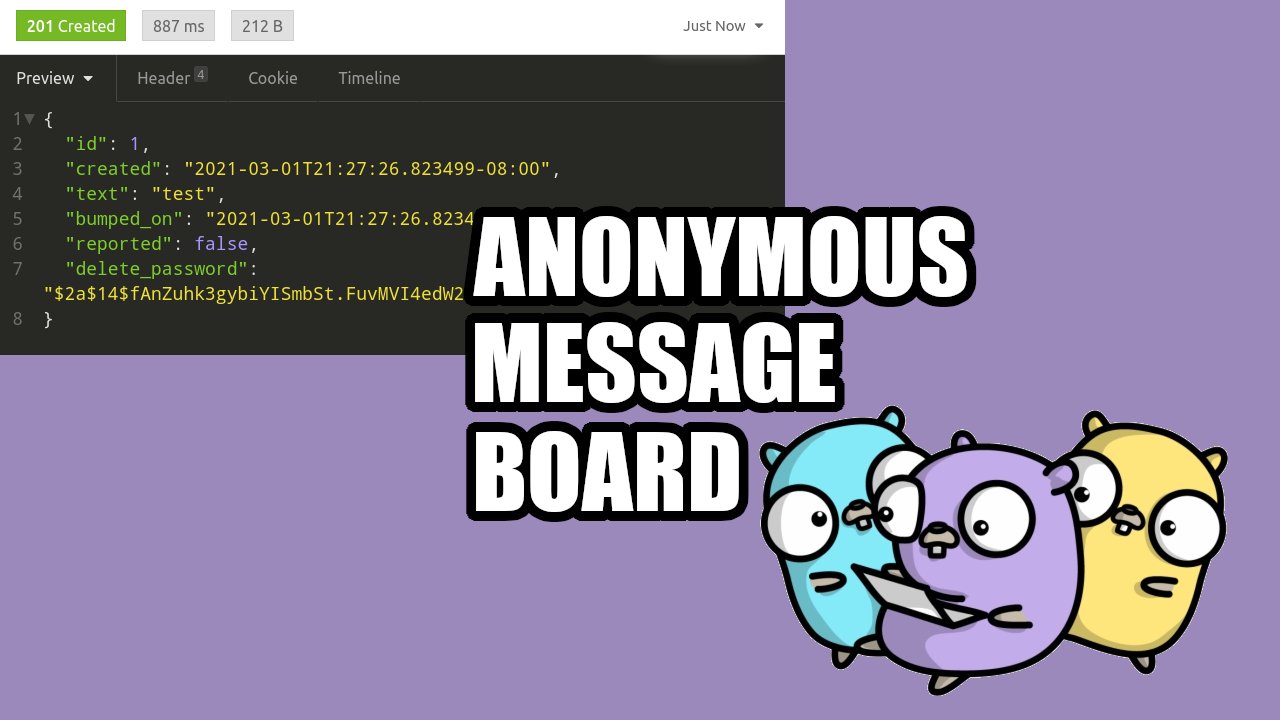 201 Created 887 ms 212 B Just Now
Preview Header 4 Cookie Timeline
1 {
2 "id": 1,
3 "created": "2021-03-01T21:27:26.823499-08:00",
4 "text": "test",
5 "bumped_on": "2021-03-01T21:27:26.8234
6 "reported": false,
7 "delete_password":
"$2a$14$fAnZuhk3gybiYISmbSt.FuvMVI4edW2
8 }
ANONYMOUS
MESSAGE
BOARD